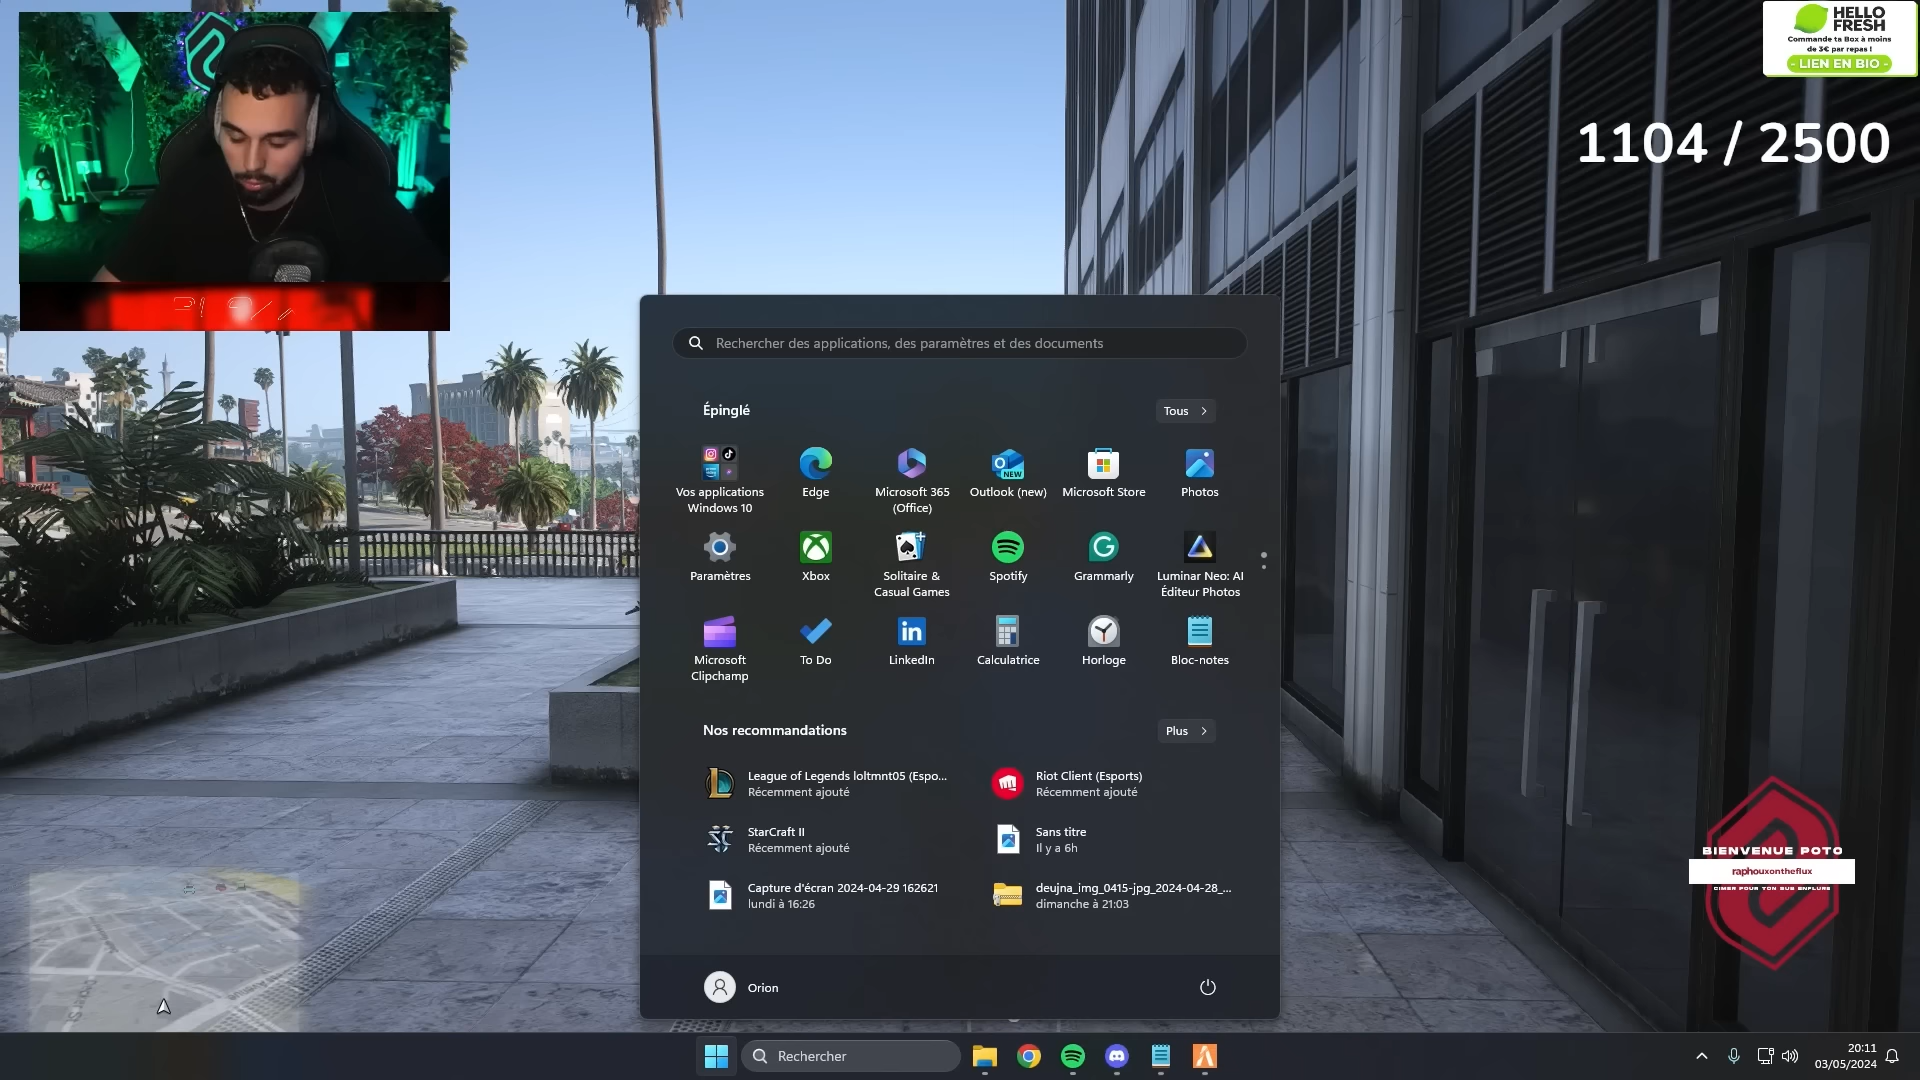 HELLO
FRESH
Commande ta Box à moins
de 3€ par repas !
- LIEN EN BIO -
1104 / 2500
Rechercher des applications, des paramètres et des documents
Épinglé
Tous
Vos applications
Windows 10
Edge
Microsoft 365
(Office)
Outlook (new)
Microsoft Store
Photos
Paramètres
Xbox
Solitaire &
Casual Games
Spotify
Grammarly
Luminar Neo: AI
Éditeur Photos
Microsoft
Clipchamp
To Do
LinkedIn
Calculatrice
Horloge
Bloc-notes
Nos recommandations
Plus
League of Legends loltmnt05 (Espo...
Récemment ajouté
Riot Client (Esports)
Récemment ajouté
StarCraft II
Récemment ajouté
Sans titre
Il y a 6h
Capture d'écran 2024-04-29 162621
lundi à 16:26
deujna_img_0415-jpg_2024-04-28_...
dimanche à 21:03
BIENVENUE POTO
raphouxontheflux
CIMER POUR TON SUB ENFLURE
Orion
Rechercher
20:11
03/05/2024